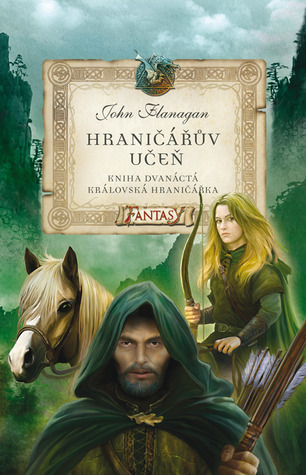 John Flanagan
HRANIČÁŘŮV
UČEŇ
KNIHA DVANÁCTÁ
KRÁLOVSKÁ HRANIČÁŘKA
FANTASY